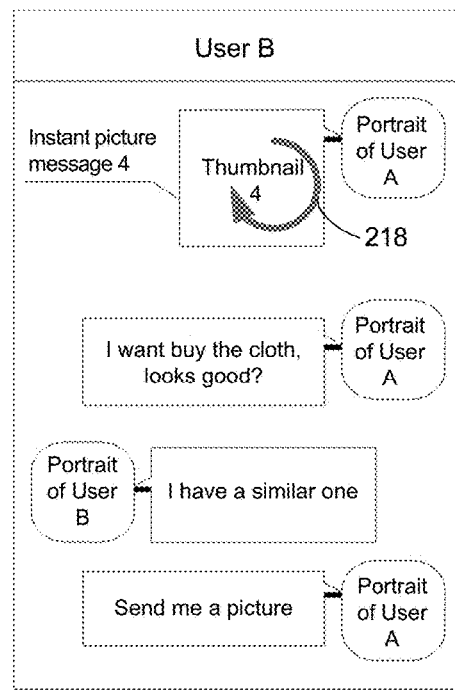 User B
Instant picture
message 4
Thumbnail
4
Portrait
of User
A
218
I want buy the cloth,
looks good?
Portrait
of User
A
Portrait
of User
B
I have a similar one
Send me a picture
Portrait
of User
A